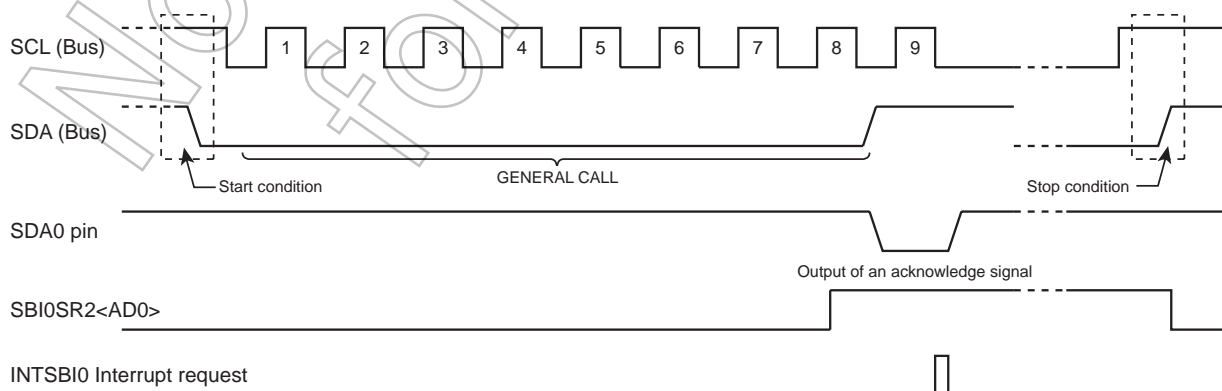 SCL (Bus)
1 2 3 4 5 6 7 8 9
SDA (Bus)
GENERAL CALL
Start condition
Stop condition
SDA0 pin
Output of an acknowledge signal
SBI0SR2<AD0>
INTSBI0 Interrupt request